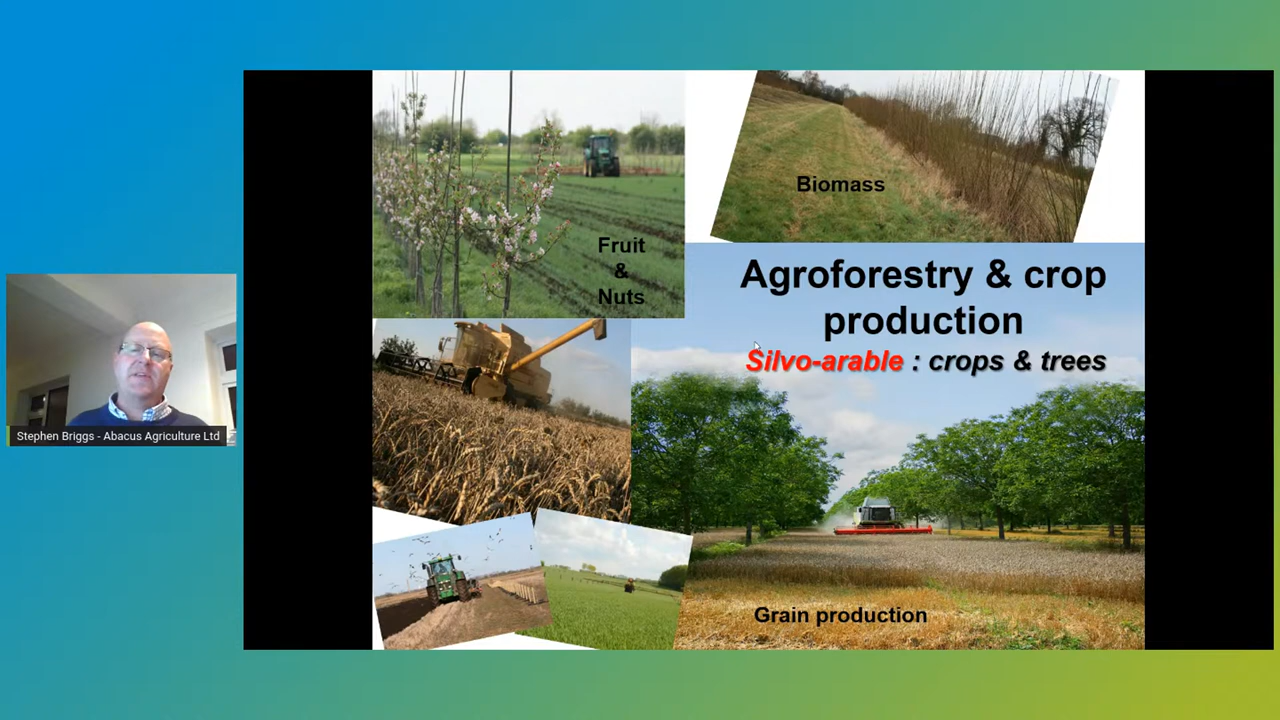 Fruit
&
Nuts
Biomass
Agroforestry & crop
production
Silvo-arable : crops & trees
Grain production
Stephen Briggs - Abacus Agriculture Ltd